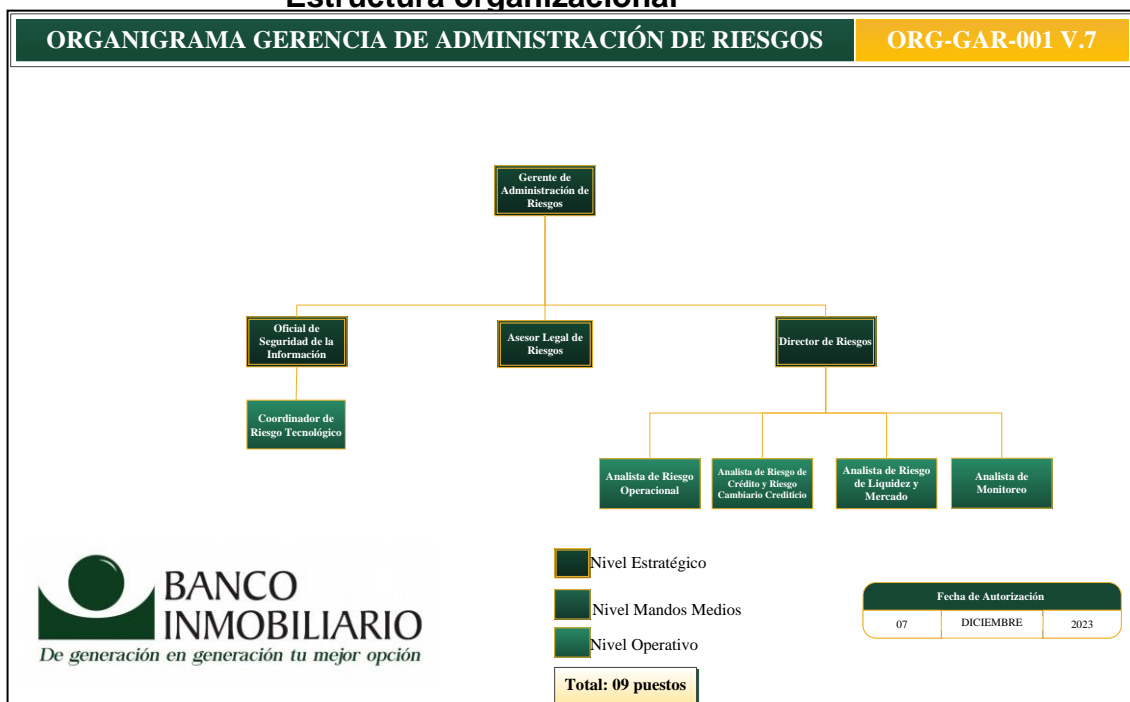 Estructura organizacional
ORGANIGRAMA GERENCIA DE ADMINISTRACIÓN DE RIESGOS
ORG-GAR-001 V.7
Gerente de
Administración de
Riesgos
Oficial de
Seguridad de la
Información
Asesor Legal de
Riesgos
Director de Riesgos
Coordinador de
Riesgo Tecnológico
Analista de Riesgo
Operacional
Analista de Riesgo de
Crédito y Riesgo
Cambiario Crediticio
Analista de Riesgo
de Liquidez y
Mercado
Analista de
Monitoreo
BANCO
INMOBILIARIO
De generación en generación tu mejor opción
Nivel Estratégico
Nivel Mandos Medios
Nivel Operativo
Total: 09 puestos
Fecha de Autorización
07 DICIEMBRE 2023